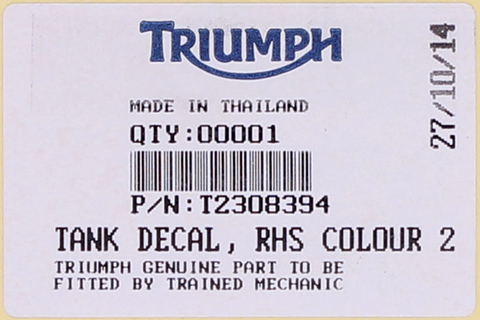 TRIUMPH
MADE IN THAILAND
QTY:00001
P/N:T2308394
TANK DECAL, RHS COLOUR 2
TRIUMPH GENUINE PART TO BE
FITTED BY TRAINED MECHANIC
27/10/14